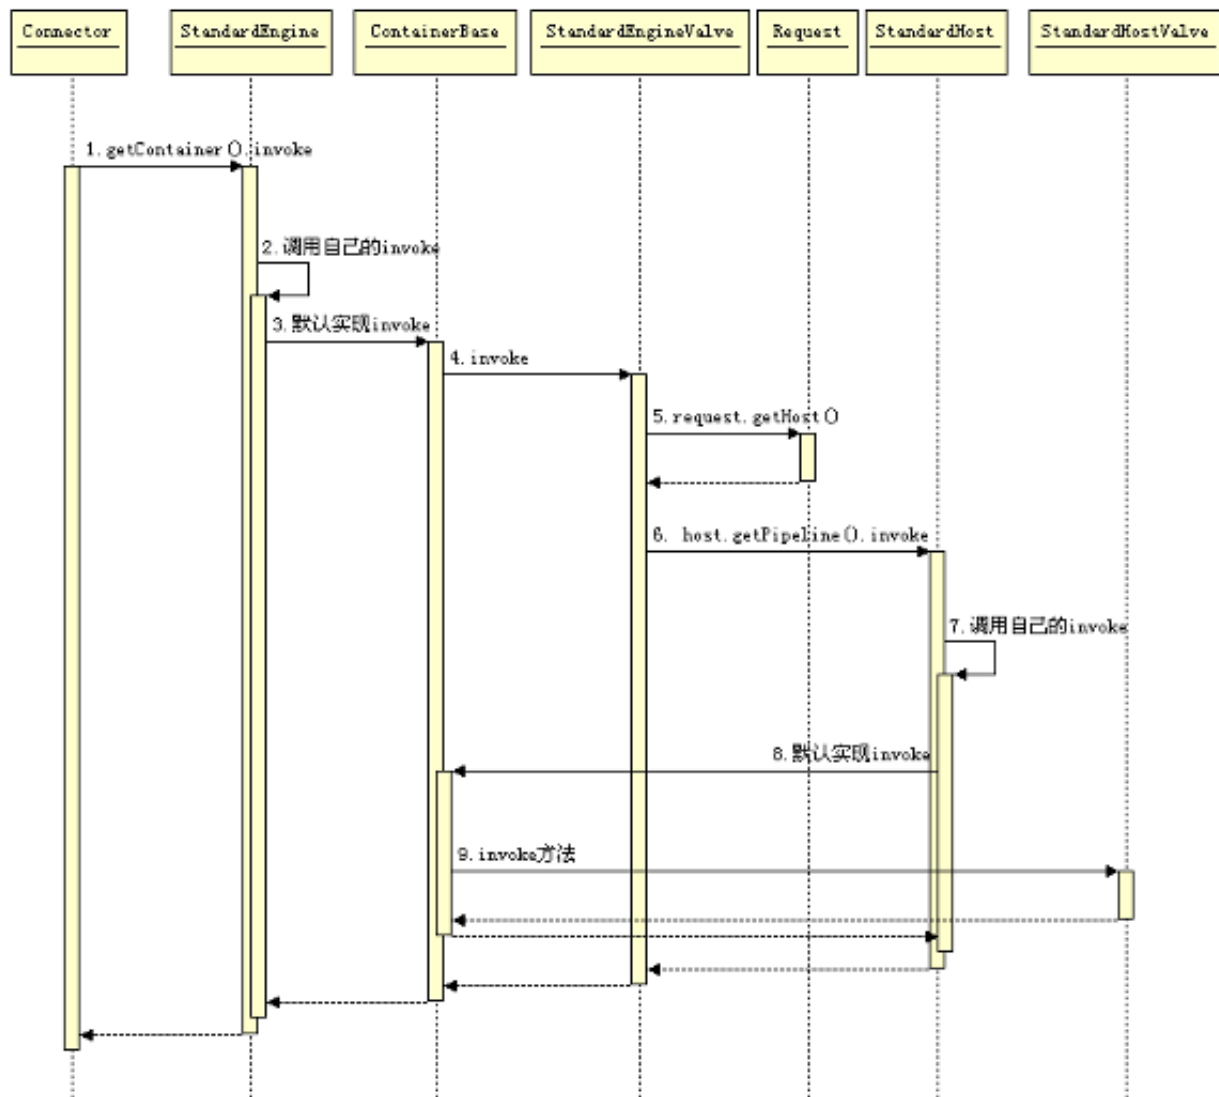 Connector
StandardEngine
ContainerBase
StandardEngineValve
Request
StandardHost
StandardHostValve
1.getContainer().invoke
2.调用自己的invoke
3.默认实现invoke
4.invoke
5.request.getHost()
6. host.getPipeline().invoke
7.调用自己的invoke
8.默认实现invoke
9.invoke方法